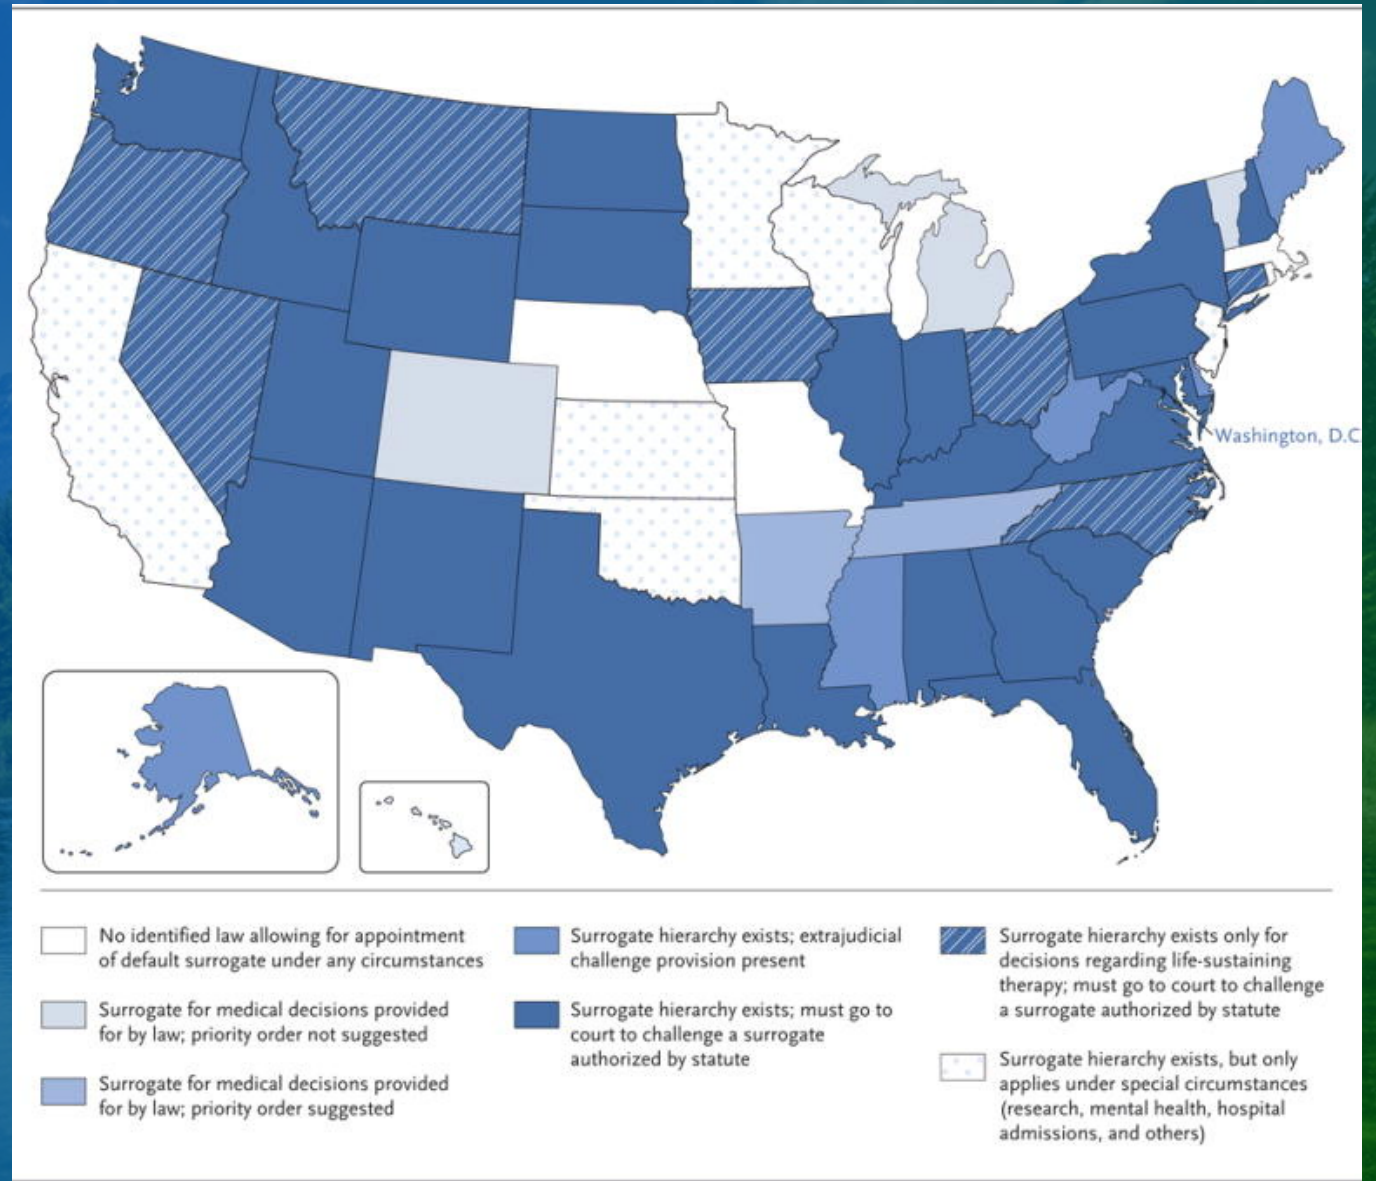 Washington, D.C
No identified law allowing for appointment
of default surrogate under any circumstances
Surrogate for medical decisions provided
for by law; priority order not suggested
Surrogate for medical decisions provided
for by law; priority order suggested
Surrogate hierarchy exists; extrajudicial
challenge provision present
Surrogate hierarchy exists; must go to
court to challenge a surrogate
authorized by statute
Surrogate hierarchy exists only for
decisions regarding life-sustaining
therapy; must go to court to challenge
a surrogate authorized by statute
Surrogate hierarchy exists, but only
applies under special circumstances
(research, mental health, hospital
admissions, and others)